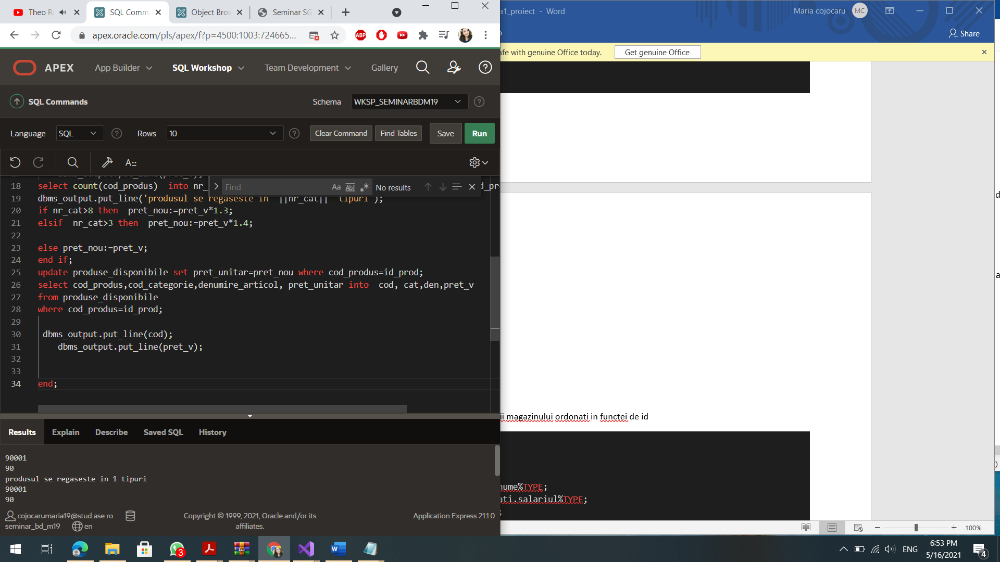 Theo R
SQL Comm
Object Brow
Seminar SG
apex.oracle.com/pls/apex/f?p=4500:1003:724665...
ABP
APEX
App Builder
SQL Workshop
Team Development
Gallery
SQL Commands
Schema
WKSP_SEMINARBDM19
Language
SQL
Rows
10
Clear Command
Find Tables
Save
Run
Find
Aa
Abl
No results
18 select count(cod_produs)  into nr_
d_pr
19 dbms_output.put_line('produsul se regaseste in '||nr_cat||' tipuri');
20 if nr_cat>8 then  pret_nou:=pret_v*1.3;
21 elsif  nr_cat>3 then  pret_nou:=pret_v*1.4;
22
23 else pret_nou:=pret_v;
24 end if;
25 update produse_disponibile set pret_unitar=pret_nou where cod_produs=id_prod;
26 select cod_produs,cod_categorie,denumire_articol, pret_unitar into  cod, cat,den,pret_v
27 from produse_disponibile
28 where cod_produs=id_prod;
29
30 dbms_output.put_line(cod);
31 dbms_output.put_line(pret_v);
32
33
34 end;
Results
Explain
Describe
Saved SQL
History
90001
90
produsul se regaseste in 1 tipuri
90001
90
cojocarumaria19@stud.ase.ro
seminar_bd_m19
en
Copyright © 1999, 2021, Oracle and/or its
affiliates.
Application Express 21.1.0
a1_proiect - Word
Maria cojocaru
MC
Share
afe with genuine Office today.
Get genuine Office
ii magazinului ordonati in functei de id
nume%TYPE;
ati.salariul%TYPE;
;
100%
3
ENG
6:53 PM
5/16/2021
4